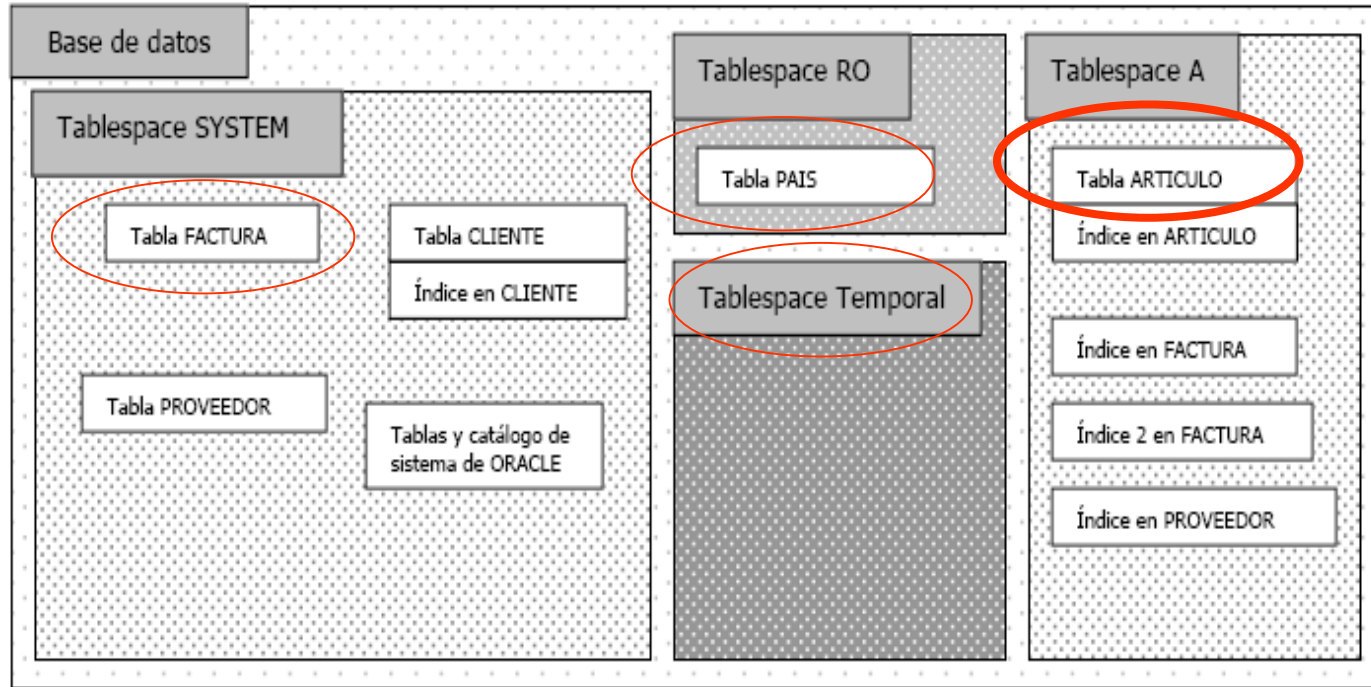 Base de datos
Tablespace SYSTEM
Tabla FACTURA
Tabla CLIENTE
Índice en CLIENTE
Tabla PROVEEDOR
Tablas y catálogo de
sistema de ORACLE
Tablespace RO
Tabla PAIS
Tablespace Temporal
Tablespace A
Tabla ARTICULO
Índice en ARTICULO
Índice en FACTURA
Índice 2 en FACTURA
Índice en PROVEEDOR